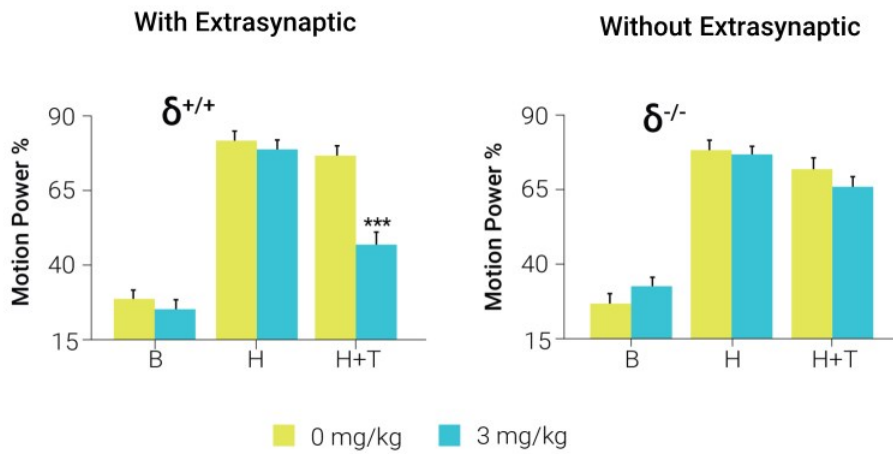 With Extrasynaptic
δ+/+
Motion Power %
90
65
40
15
***
B H H+T
Without Extrasynaptic
δ-/-
Motion Power %
90
65
40
15
B H H+T
0 mg/kg 3 mg/kg